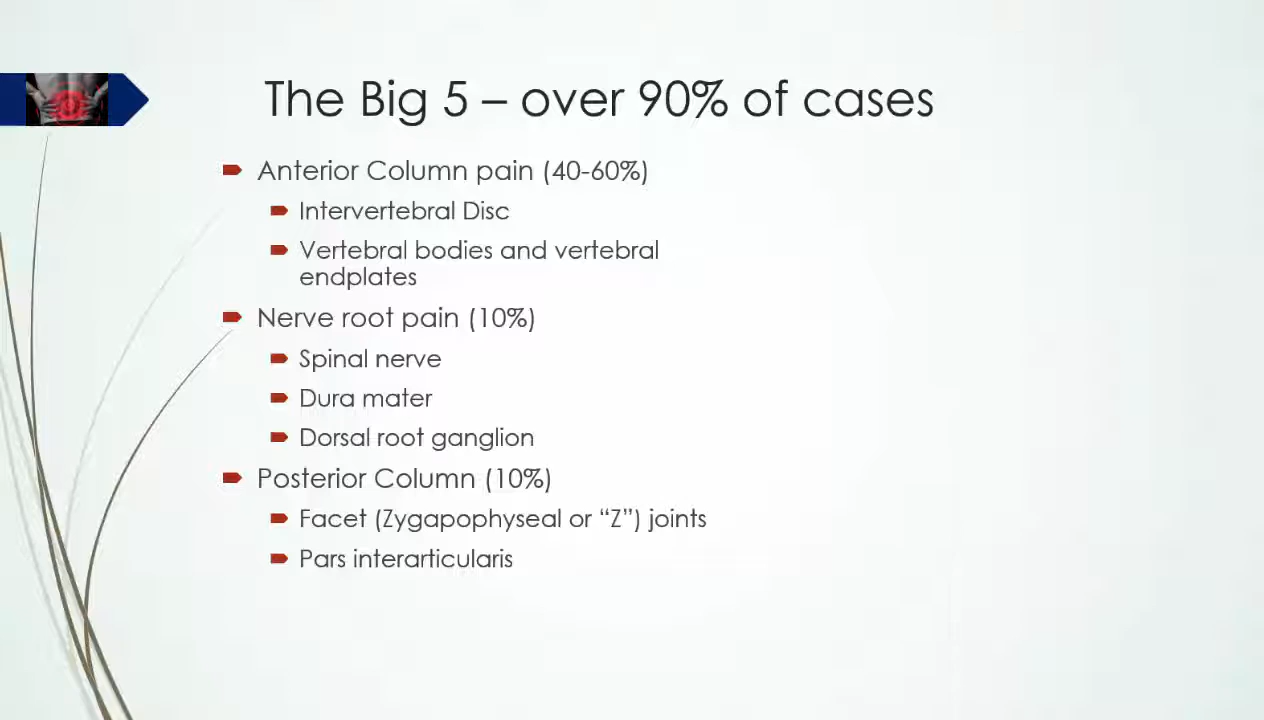 The Big 5 – over 90% of cases
Anterior Column pain (40-60%)
Intervertebral Disc
Vertebral bodies and vertebral
endplates
Nerve root pain (10%)
Spinal nerve
Dura mater
Dorsal root ganglion
Posterior Column (10%)
Facet (Zygapophyseal or “Z”) joints
Pars interarticularis